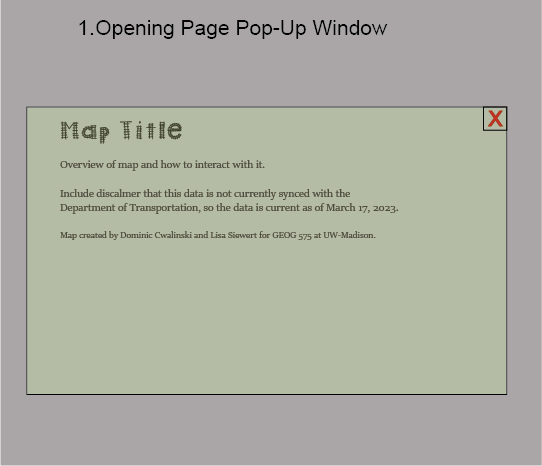 1.Opening Page Pop-Up Window
X
Map Title
Overview of map and how to interact with it.
Include discalmer that this data is not currently synced with the
Department of Transportation, so the data is current as of March 17, 2023.
Map created by Dominic Cwalinski and Lisa Siewert for GEOG 575 at UW-Madison.